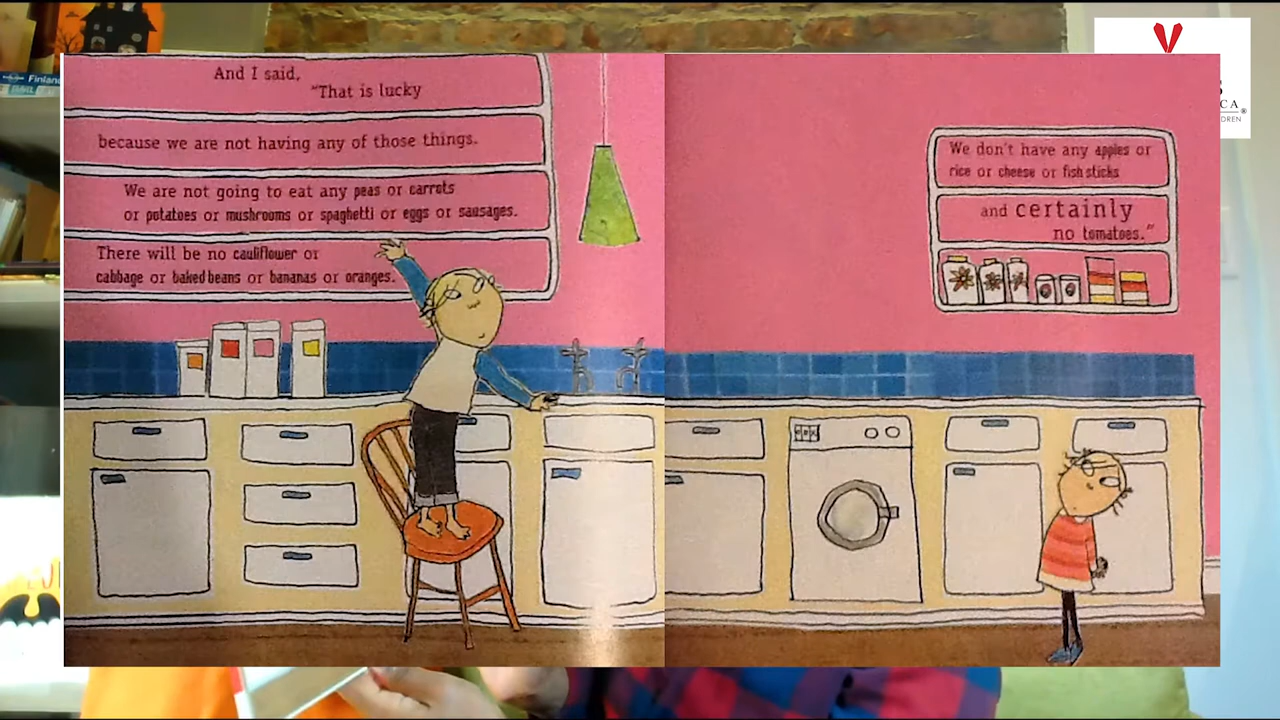 And I said,
"That is lucky
because we are not having any of those things.
We are not going to eat any peas or carrots
or potatoes or mushrooms or spaghetti or eggs or sausages.
There will be no cauliflower or
cabbage or baked beans or bananas or oranges.
We don't have any apples or
rice or cheese or fish sticks
and certainly
no tomatoes."
Finland